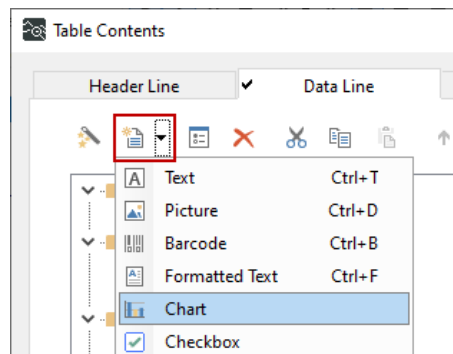 Table Contents
Header Line Data Line
Text Ctrl+T
Picture Ctrl+D
Barcode Ctrl+B
Formatted Text Ctrl+F
Chart
Checkbox